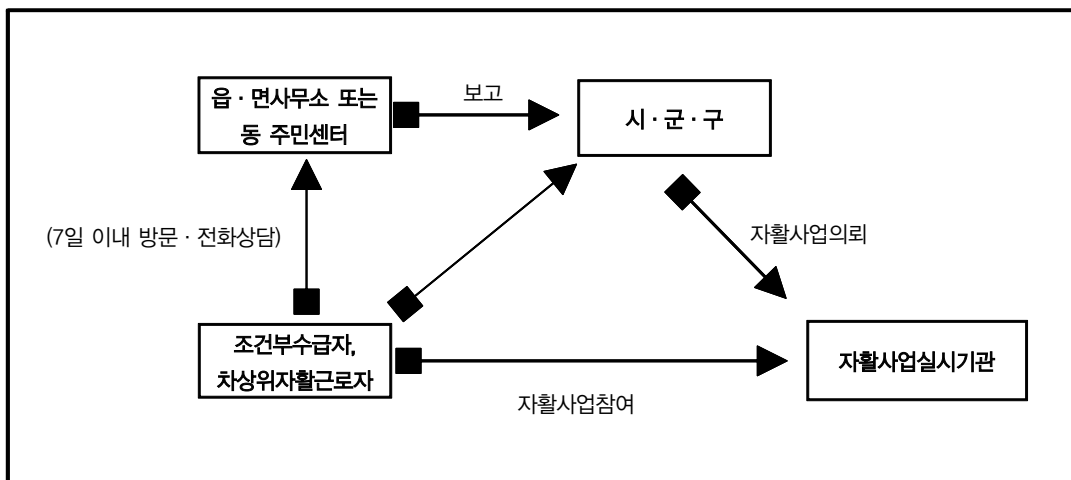 읍·면사무소 또는
동 주민센터
보고
시·군·구
(7일 이내 방문·전화상담)
자활사업의뢰
조건부수급자,
차상위자활근로자
자활사업실시기관
자활사업참여